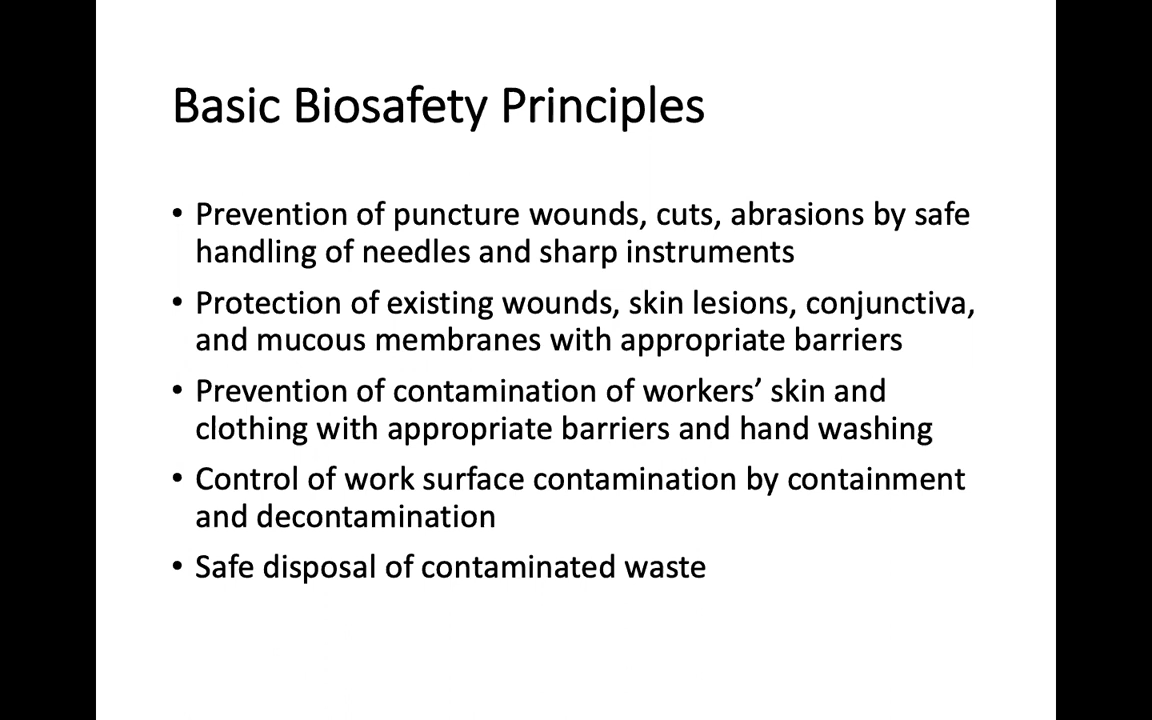 Basic Biosafety Principles
• Prevention of puncture wounds, cuts, abrasions by safe
handling of needles and sharp instruments
• Protection of existing wounds, skin lesions, conjunctiva,
and mucous membranes with appropriate barriers
• Prevention of contamination of workers’ skin and
clothing with appropriate barriers and hand washing
• Control of work surface contamination by containment
and decontamination
• Safe disposal of contaminated waste